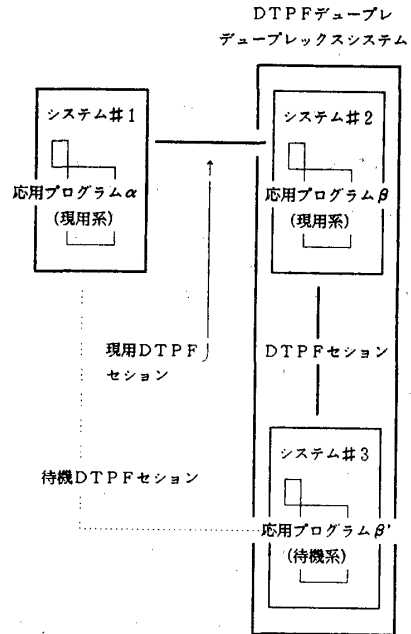 DTPFデュープレ
デュープレックスシステム
システム#1
応用プログラムα
(現用系)
システム#2
応用プログラムβ
(現用系)
現用DTPF
セション
DTPFセション
待機DTPFセション
システム#3
応用プログラムβ'
(待機系)